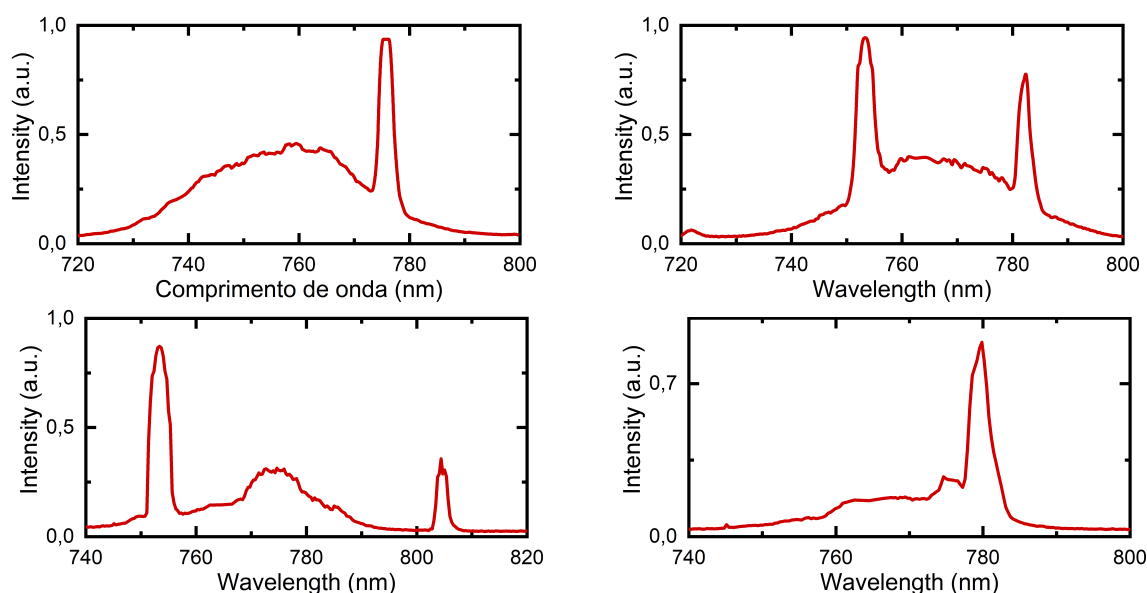 1,0
0,5
0,0
Intensity (a.u.)
720 740 760 780 800
Comprimento de onda (nm)
1,0
0,5
0,0
Intensity (a.u.)
720 740 760 780 800
Wavelength (nm)
1,0
0,5
0,0
Intensity (a.u.)
740 760 780 800 820
Wavelength (nm)
0,7
0,0
Intensity (a.u.)
740 760 780 800
Wavelength (nm)